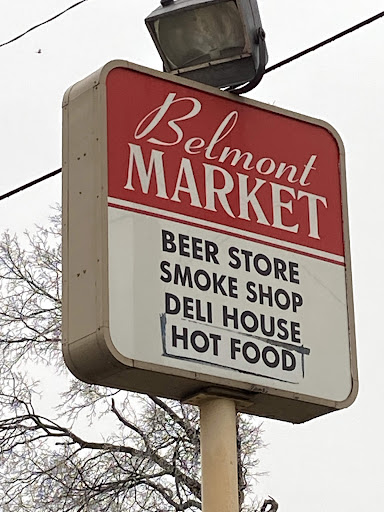 Belmont
MARKET
BEER STORE
SMOKE SHOP
DELI HOUSE
HOT FOOD